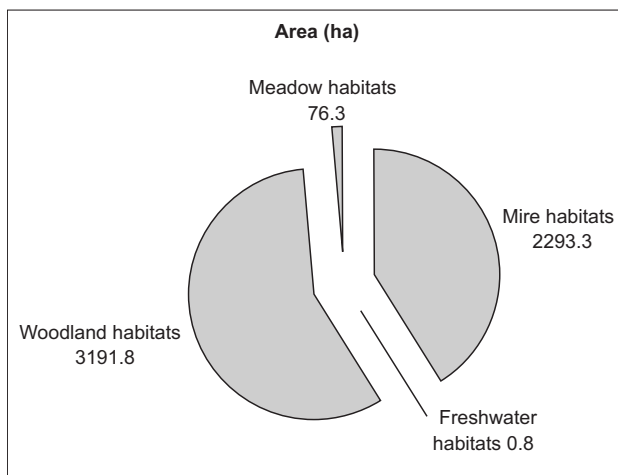 Area (ha)
Meadow habitats
76.3
Mire habitats
2293.3
Woodland habitats
3191.8
Freshwater
habitats 0.8